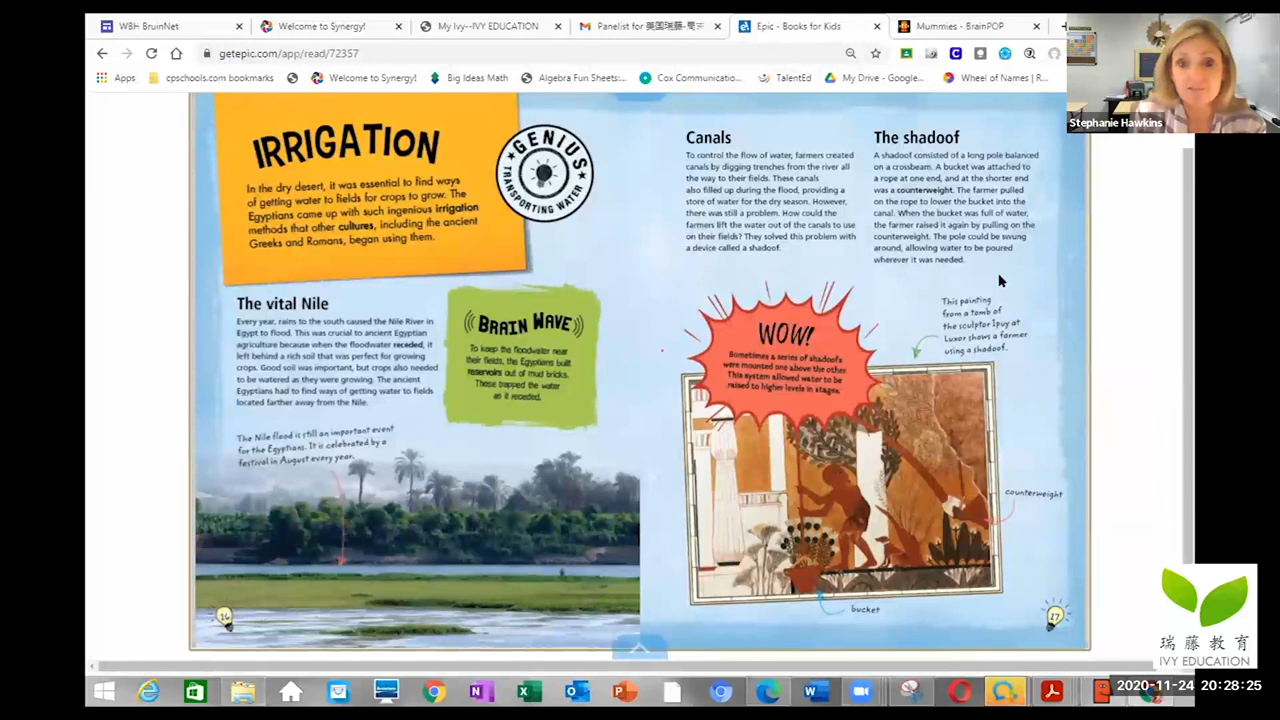 WBH BruinNet
Welcome to Synergy!
My Ivy--IVY EDUCATION
Panelist for 英国瑞藤-周末
Epic - Books for Kids
Mummies - BrainPOP
getepic.com/app/read/72357
Apps
cpschools.com bookmarks
Welcome to Synergy!
Big Ideas Math
Algebra Fun Sheets:...
Cox Communicatio...
TalentEd
My Drive - Google...
Wheel of Names | R...
Stephanie Hawkins
IRRIGATION
In the dry desert, it was essential to find ways
of getting water to fields for crops to grow. The
Egyptians came up with such ingenious irrigation
methods that other cultures, including the ancient
Greeks and Romans, began using them.
GENIUS
TRANSPORTING WATER
The vital Nile
Every year, rains to the south caused the Nile River in
Egypt to flood. This was crucial to ancient Egyptian
agriculture because when the floodwater receded, it
left behind a rich soil that was perfect for growing
crops. Good soil was important, but crops also needed
to be watered as they were growing. The ancient
Egyptians had to find ways of getting water to fields
located farther away from the Nile.
BRAIN WAVE
To keep the floodwater near
their fields, the Egyptians built
reservoirs out of mud bricks.
These trapped the water
as it receded.
The Nile flood is still an important event
for the Egyptians. It is celebrated by a
festival in August every year.
16
Canals
To control the flow of water, farmers created
canals by digging trenches from the river all
the way to their fields. These canals
also filled up during the flood, providing a
store of water for the dry season. However,
there was still a problem. How could the
farmers lift the water out of the canals to use
on their fields? They solved this problem with
a device called a shadoof.
The shadoof
A shadoof consisted of a long pole balanced
on a crossbeam. A bucket was attached to
a rope at one end, and at the shorter end
was a counterweight. The farmer pulled
on the rope to lower the bucket into the
canal. When the bucket was full of water,
the farmer raised it again by pulling on the
counterweight. The pole could be swung
around, allowing water to be poured
wherever it was needed.
WOW!
Sometimes a series of shadoofs
were mounted one above the other
This system allowed water to be
raised to higher levels in stages.
This painting
from a tomb of
the sculptor Ipuy at
Luxor shows a farmer
using a shadoof.
counterweight
bucket
17
瑞藤教育
IVY EDUCATION
2020-11-24 20:28:25